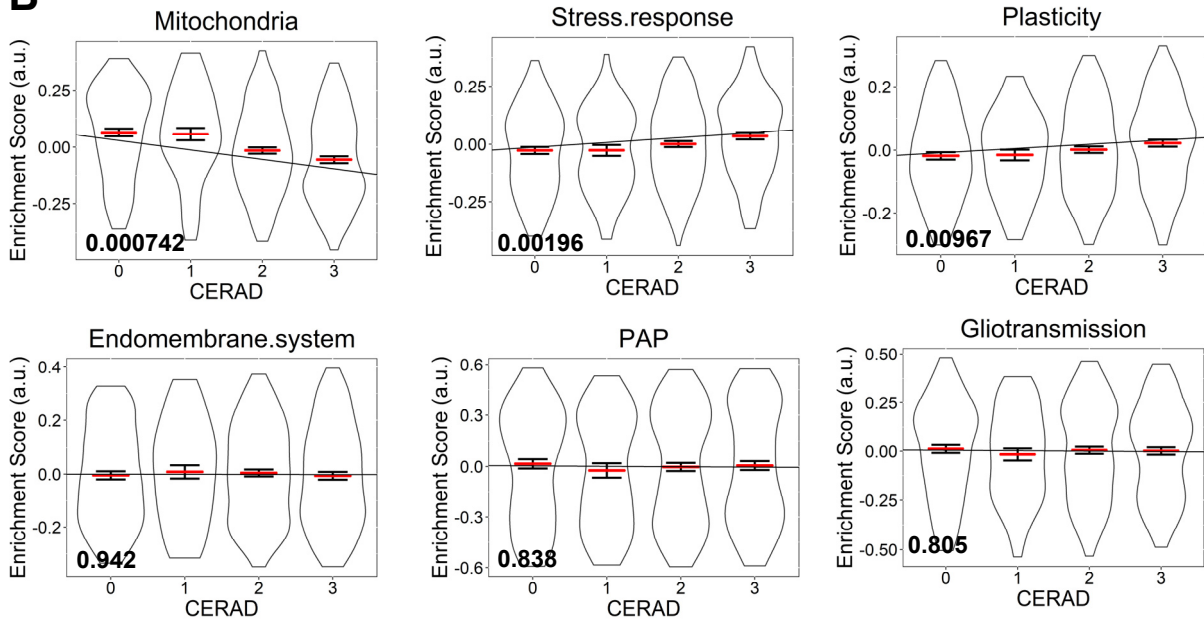 B
Mitochondria
Enrichment Score (a.u.)
0.25
0.00
-0.25
0.000742
0 1 2 3
CERAD
Stress.response
Enrichment Score (a.u.)
0.25
0.00
-0.25
0.00196
0 1 2 3
CERAD
Plasticity
Enrichment Score (a.u.)
0.2
0.0
-0.2
0.00967
0 1 2 3
CERAD
Endomembrane.system
Enrichment Score (a.u.)
0.4
0.2
0.0
-0.2
0.942
0 1 2 3
CERAD
PAP
Enrichment Score (a.u.)
0.6
0.3
0.0
-0.3
-0.6
0.838
0 1 2 3
CERAD
Gliotransmission
Enrichment Score (a.u.)
0.50
0.25
0.00
-0.25
-0.50
0.805
0 1 2 3
CERAD